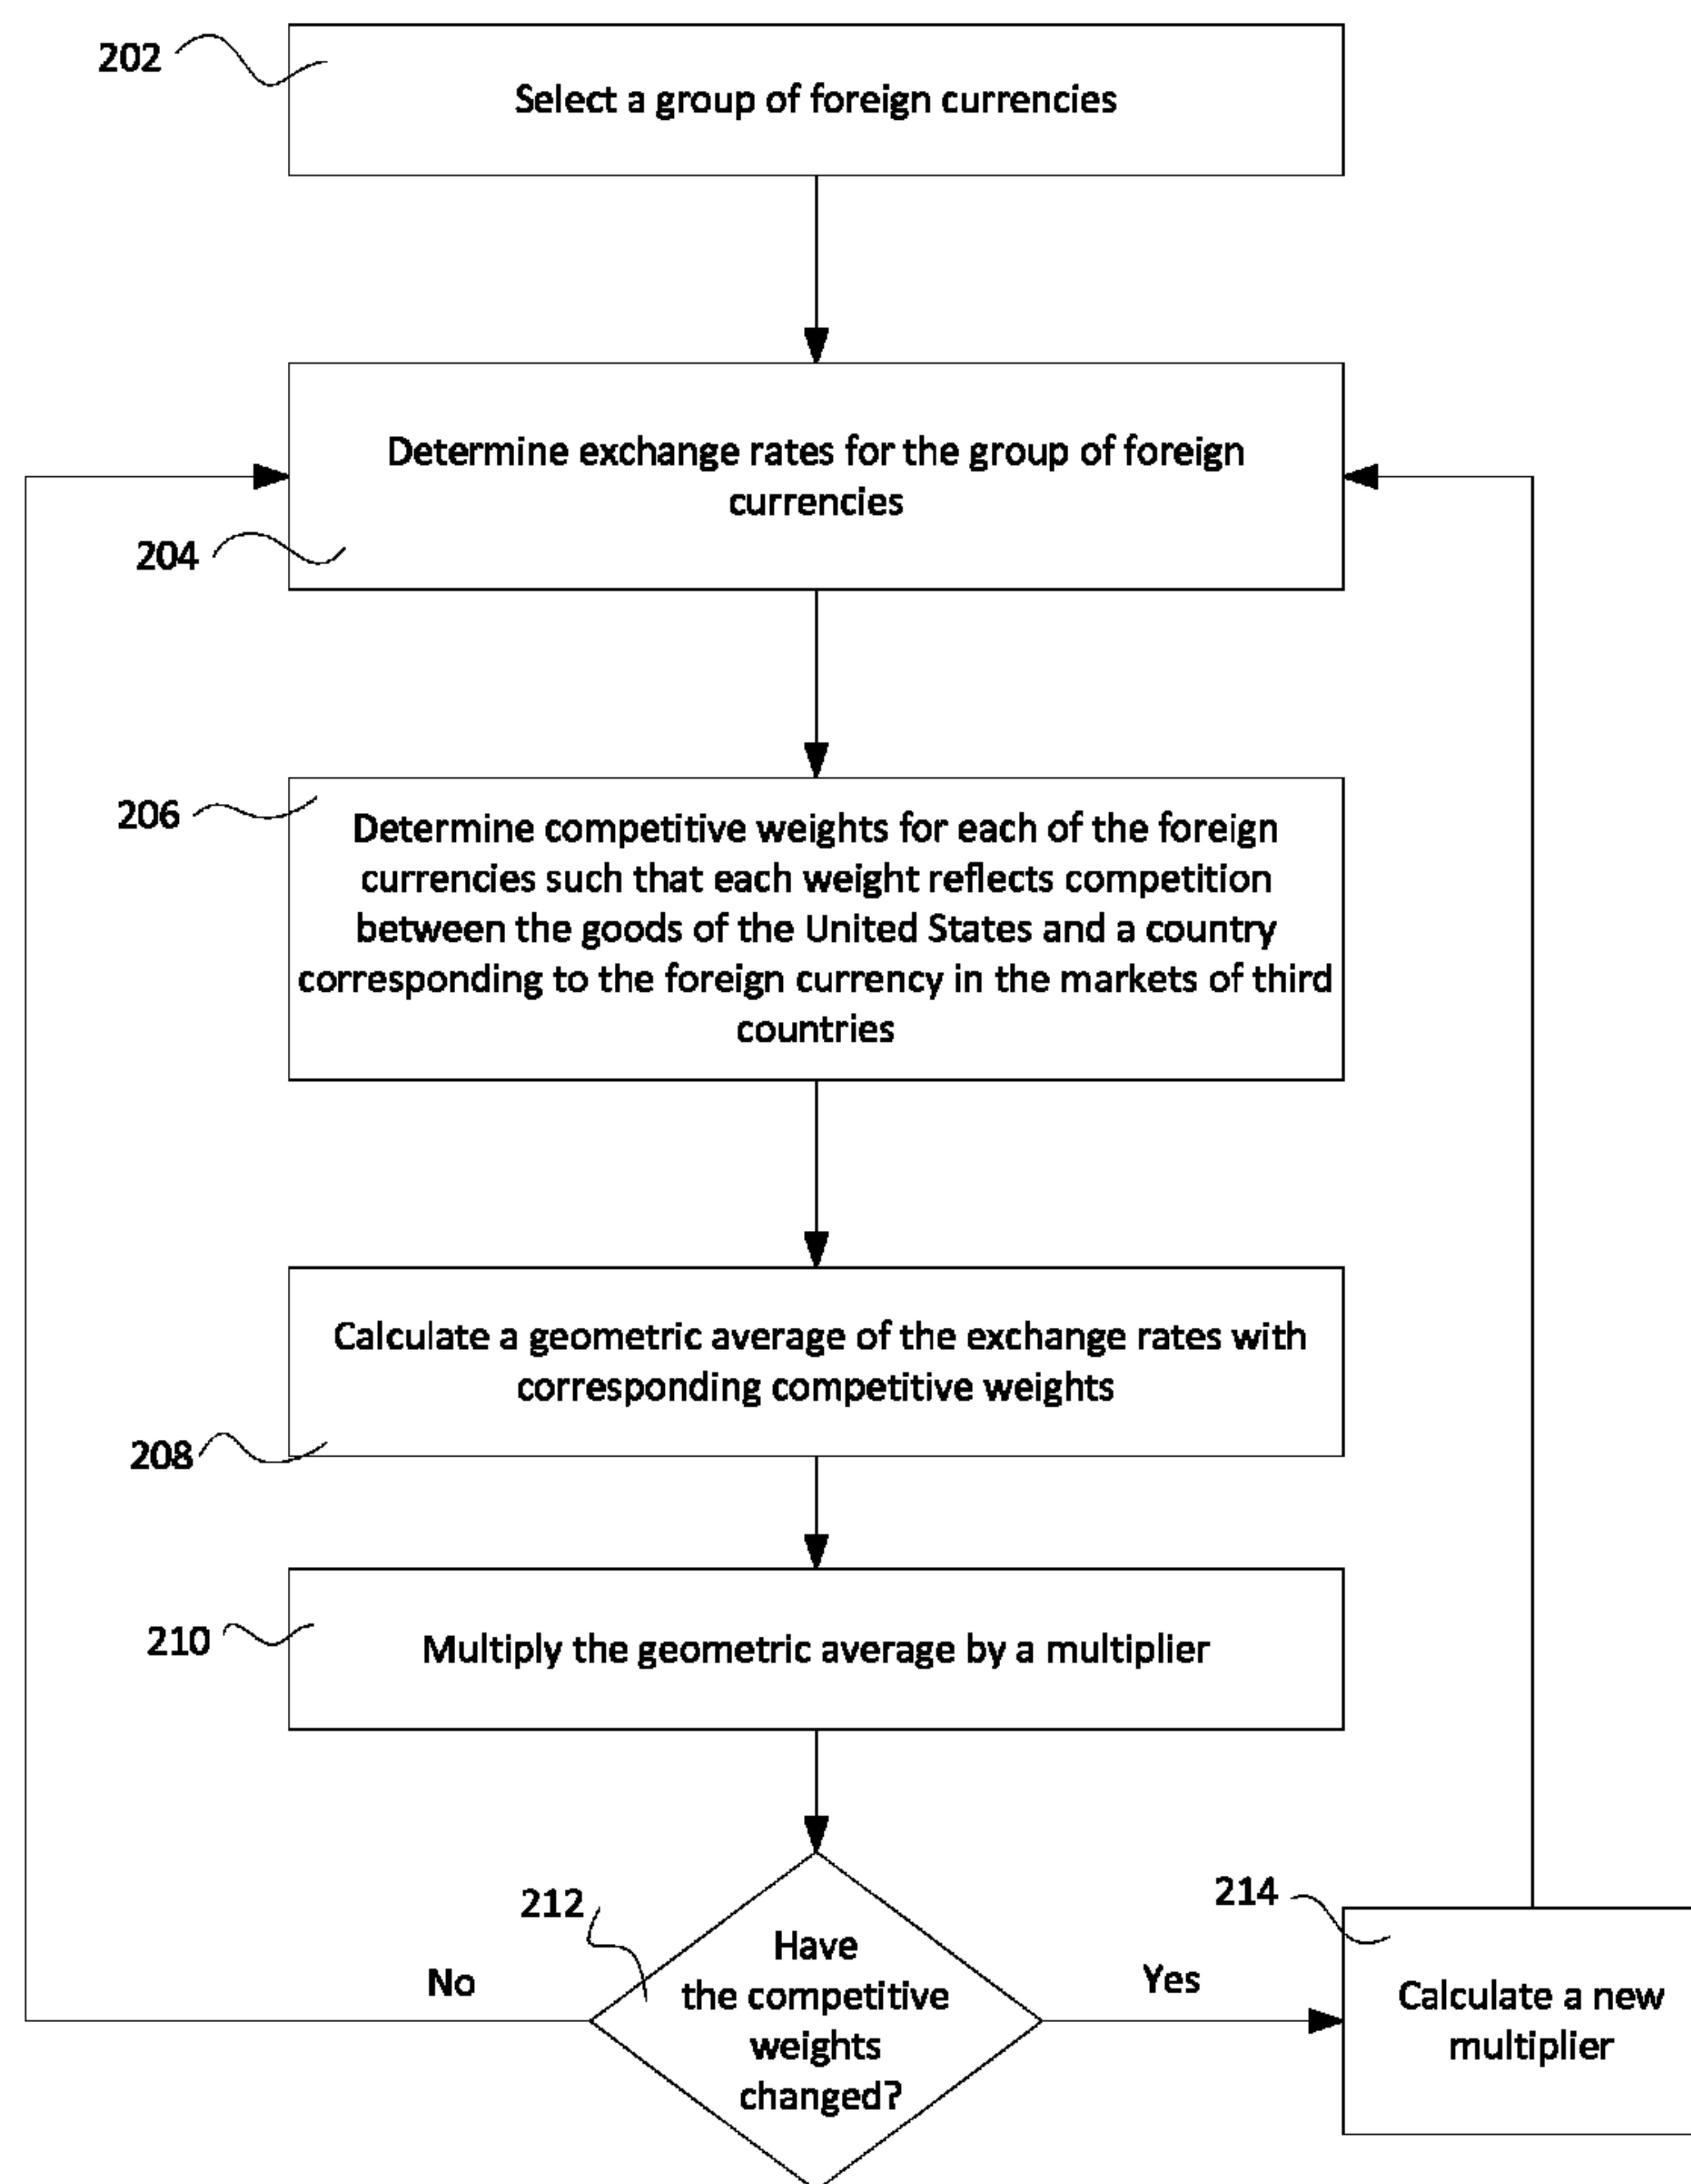 202
Select a group of foreign currencies
Determine exchange rates for the group of foreign
currencies
204
206
Determine competitive weights for each of the foreign
currencies such that each weight reflects competition
between the goods of the United States and a country
corresponding to the foreign currency in the markets of third
countries
Calculate a geometric average of the exchange rates with
corresponding competitive weights
208
210
Multiply the geometric average by a multiplier
212
Have
the competitive
weights
changed?
No
Yes
214
Calculate a new
multiplier